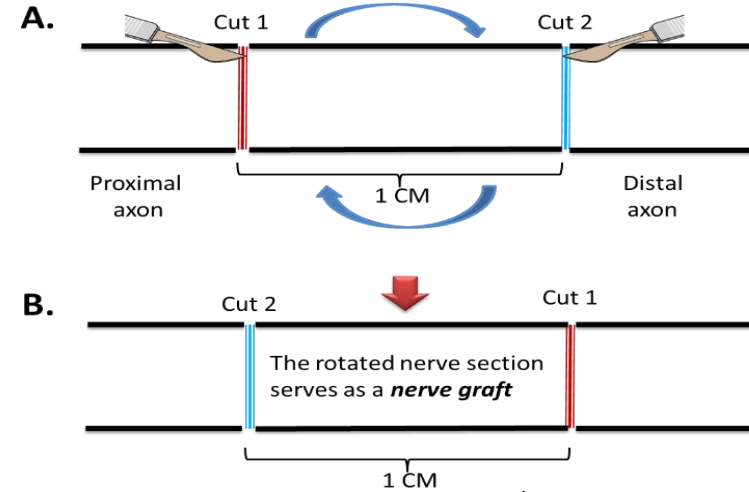 A.
Cut 1
Cut 2
Proximal
axon
1 CM
Distal
axon
B.
Cut 2
Cut 1
The rotated nerve section
serves as a nerve graft
1 CM